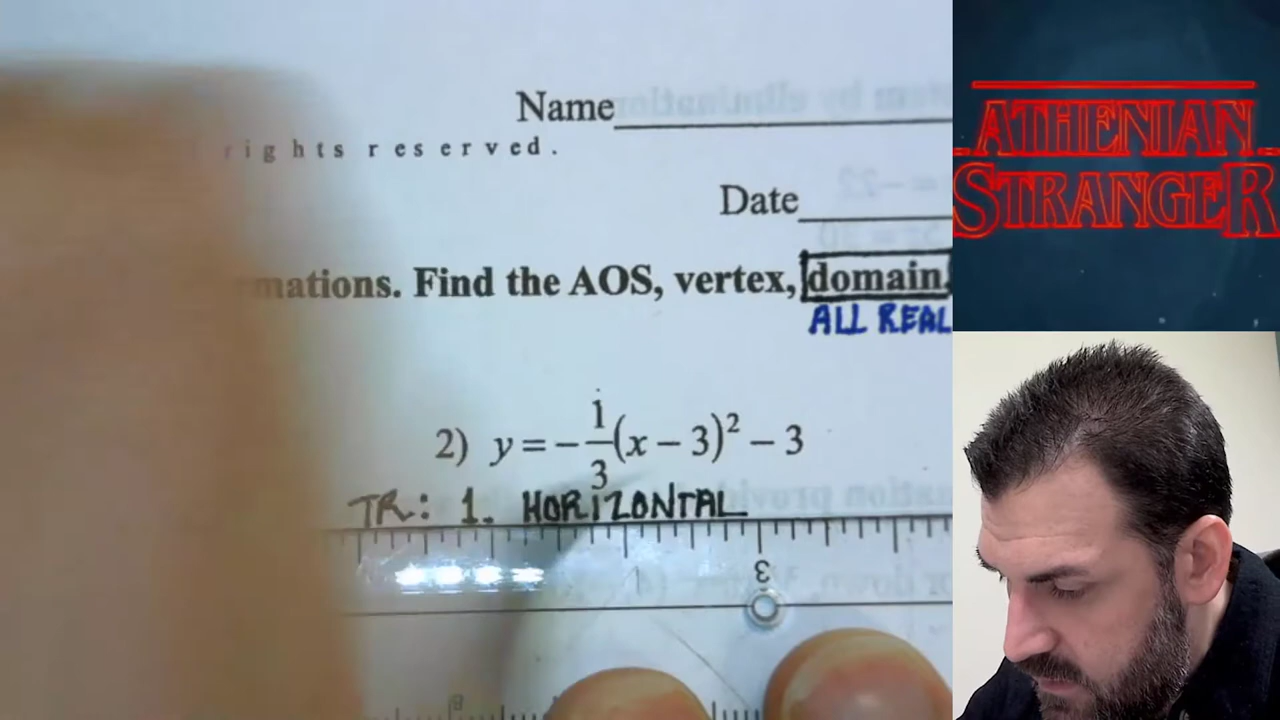 Name
rights reserved.
Date
mations. Find the AOS, vertex, domain,
ALL REAL
2) y = -1/3(x - 3)² - 3
TR: 1. HORIZONTAL
3
ATHENIAN
STRANGER